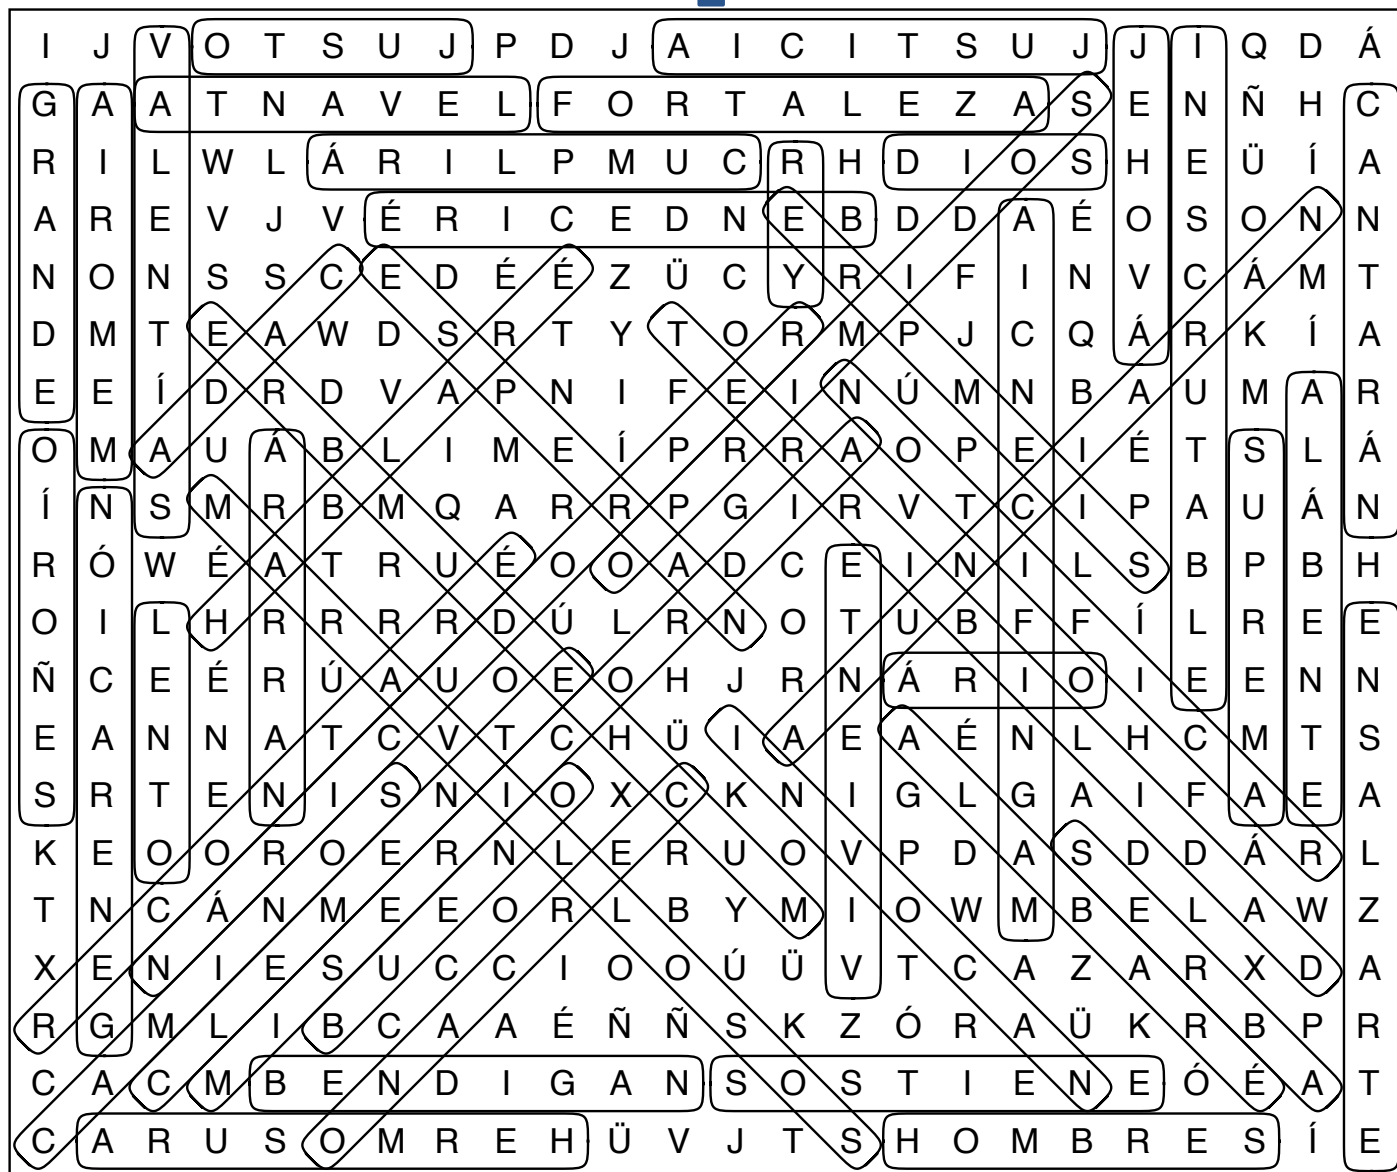 I J V O T S U J P D J A I C I T S U J J I Q D Á
G A A T N A V E L F O R T A L E Z A S E N Ñ H C
R I L W L Á R I L P M U C R H D I O S H E Ü Í A
A R E V J V É R I C E D N E B D D A É O S O N N
N O N S S C E D É É Z Ü C Y R I F I N V C Á M T
D M T E A W D S R T Y T O R M P J C Q Á R K Í A
E E Í D R D V A P N I F E I N Ú M N B A U M A R
O M A U Á B L I M E Í P R R A O P E I É T S L Á
Í N S M R B M Q A R R P G I R V T C I P A U Á N
R Ó W É A T R U É O O A D C E I N I L S B P B H
O I L H R R R R D Ú L R N O T U B F F Í L R E E
Ñ C E É R Ú A U O E O H J R N Á R I O I E E N N
E A N N A T C V T C H Ü I A E A É N L H C M T S
S R T E N I S N I O X C K N I G L G A I F A E A
K E O O R O E R N L E R U O V P D A S D D Á R L
T N C Á N M E E O R L B Y M I O W M B E L A W Z
X E N I E S U C C I O O Ú Ü V T C A Z A R X D A
R G M L I B C A A É Ñ Ñ S K Z Ó R A Ü K R B P R
C A C M B E N D I G A N S O S T I E N E Ó É A T
C A R U S O M R E H Ü V J T S H O M B R E S Í E